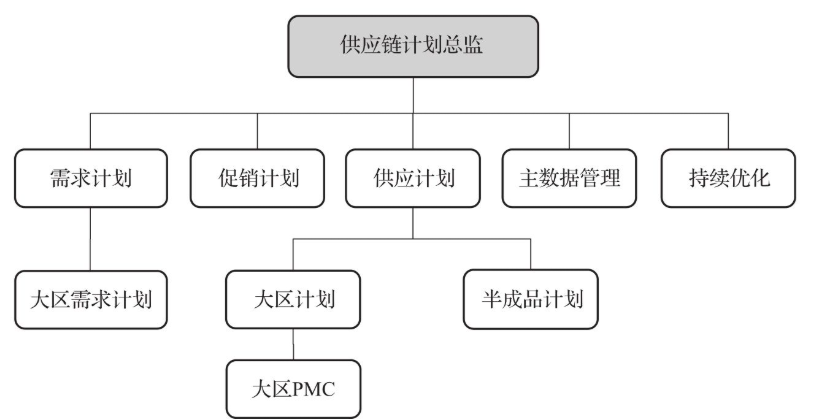 供应链计划总监
需求计划
促销计划
供应计划
主数据管理
持续优化
大区需求计划
大区计划
半成品计划
大区PMC